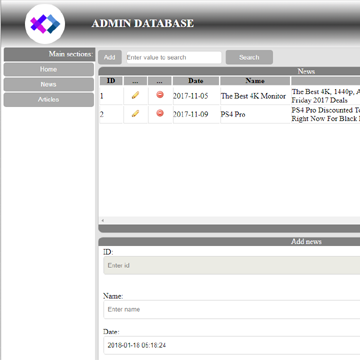 ADMIN DATABASE
Main sections:
Home
News
Articles
Add
Enter value to search
Search
News
ID ... ... Date Name
1 2017-11-05 The Best 4K Monitor The Best 4K, 1440p, A
Friday 2017 Deals
2 2017-11-09 PS4 Pro PS4 Pro Discounted To
Right Now For Black
Add news
ID:
Enter id
Name:
Enter name
Date:
2018-01-18 05:18:24